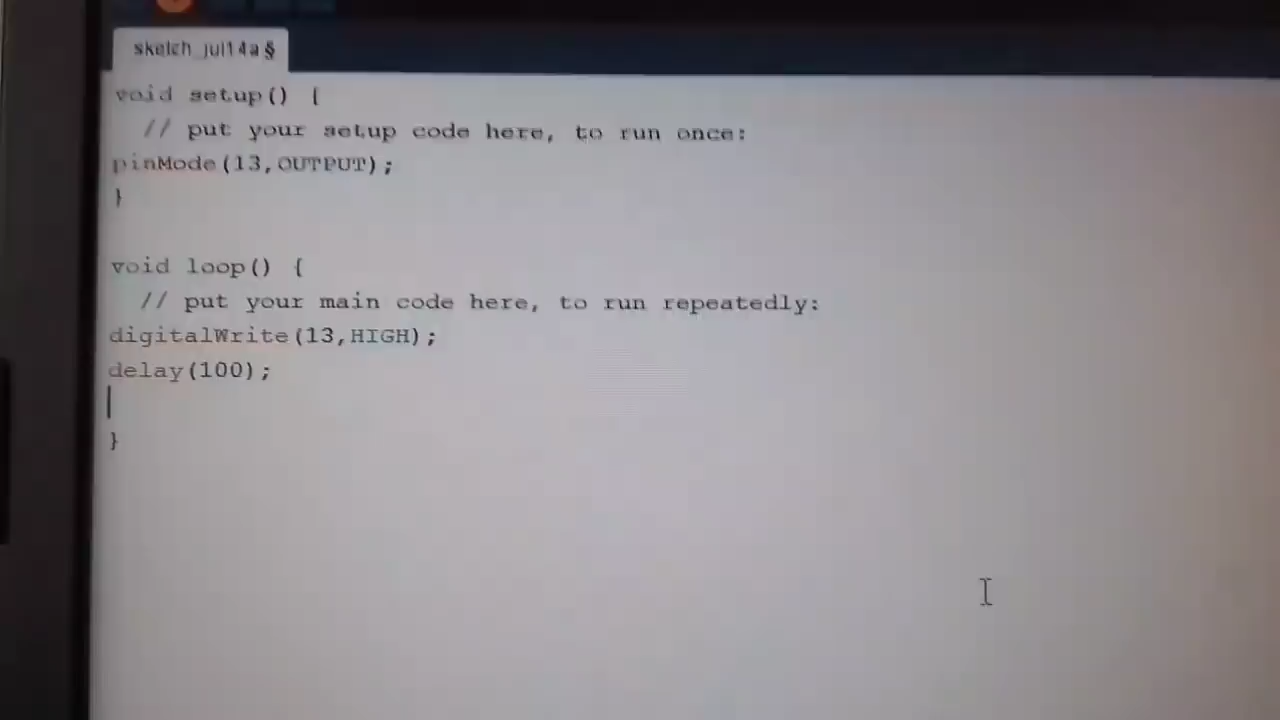 sketch_jul14a §
void setup() {
  // put your setup code here, to run once:
pinMode(13,OUTPUT);
}

void loop() {
  // put your main code here, to run repeatedly:
digitalWrite(13,HIGH);
delay(100);
}